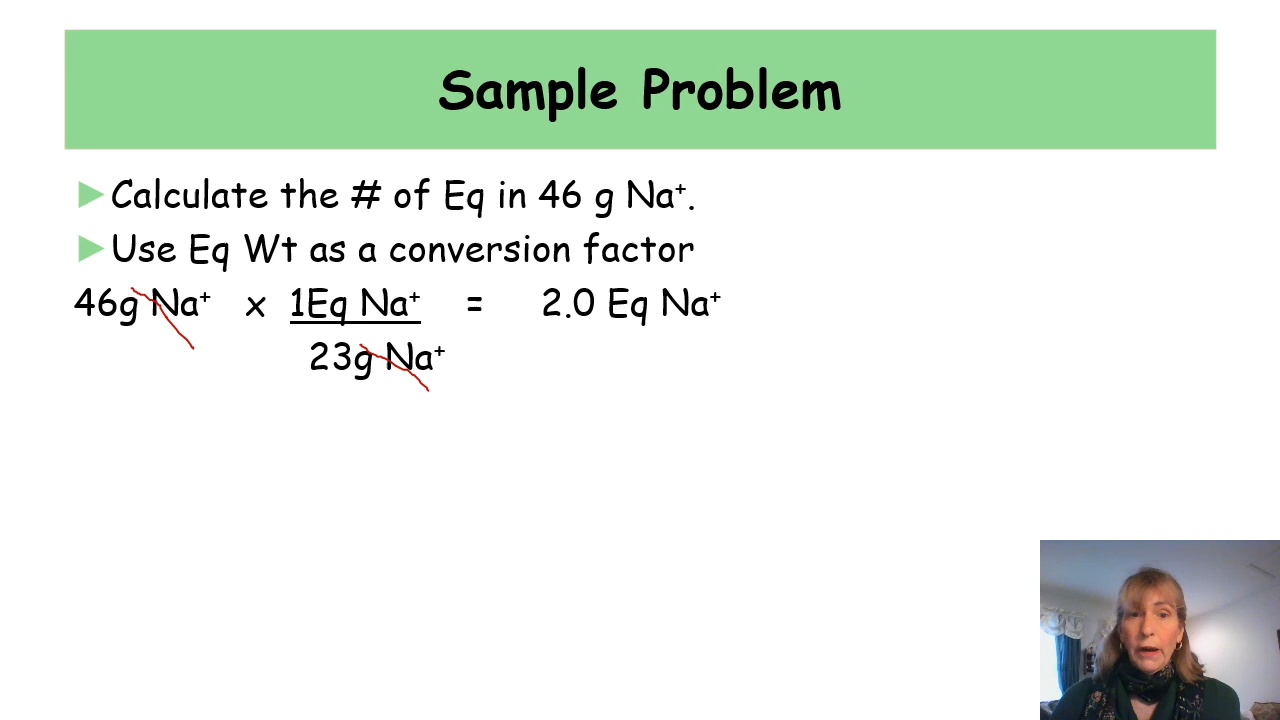 Sample Problem
Calculate the # of Eq in 46 g Na⁺.
Use Eq Wt as a conversion factor
46g Na⁺ x 1Eq Na⁺ = 2.0 Eq Na⁺
23g Na⁺